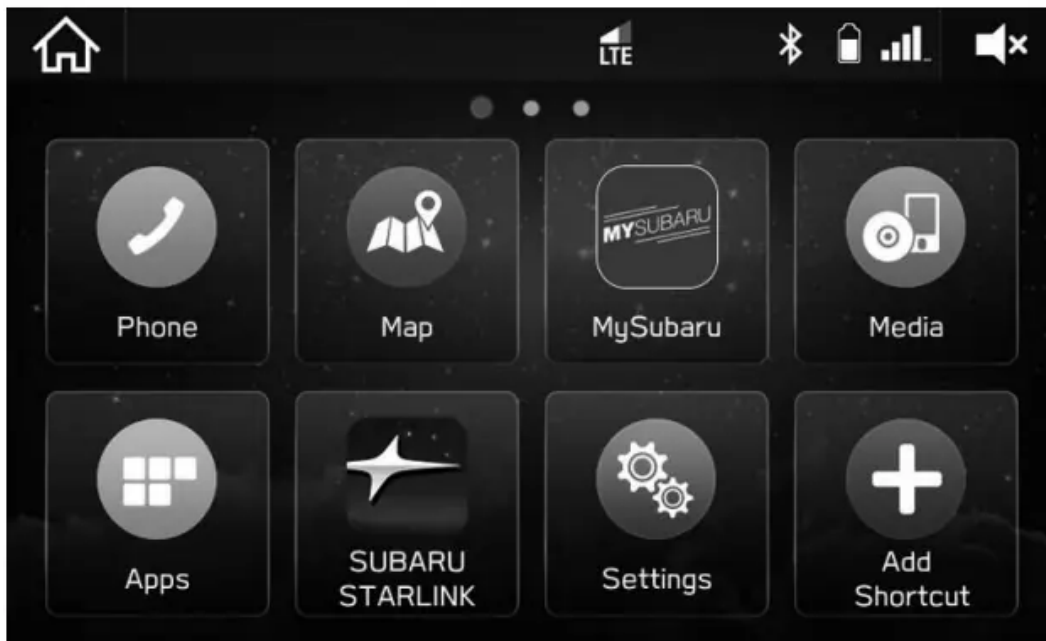 LTE
Phone
Map
MYSUBARU
MySubaru
Media
Apps
SUBARU
STARLINK
Settings
Add
Shortcut